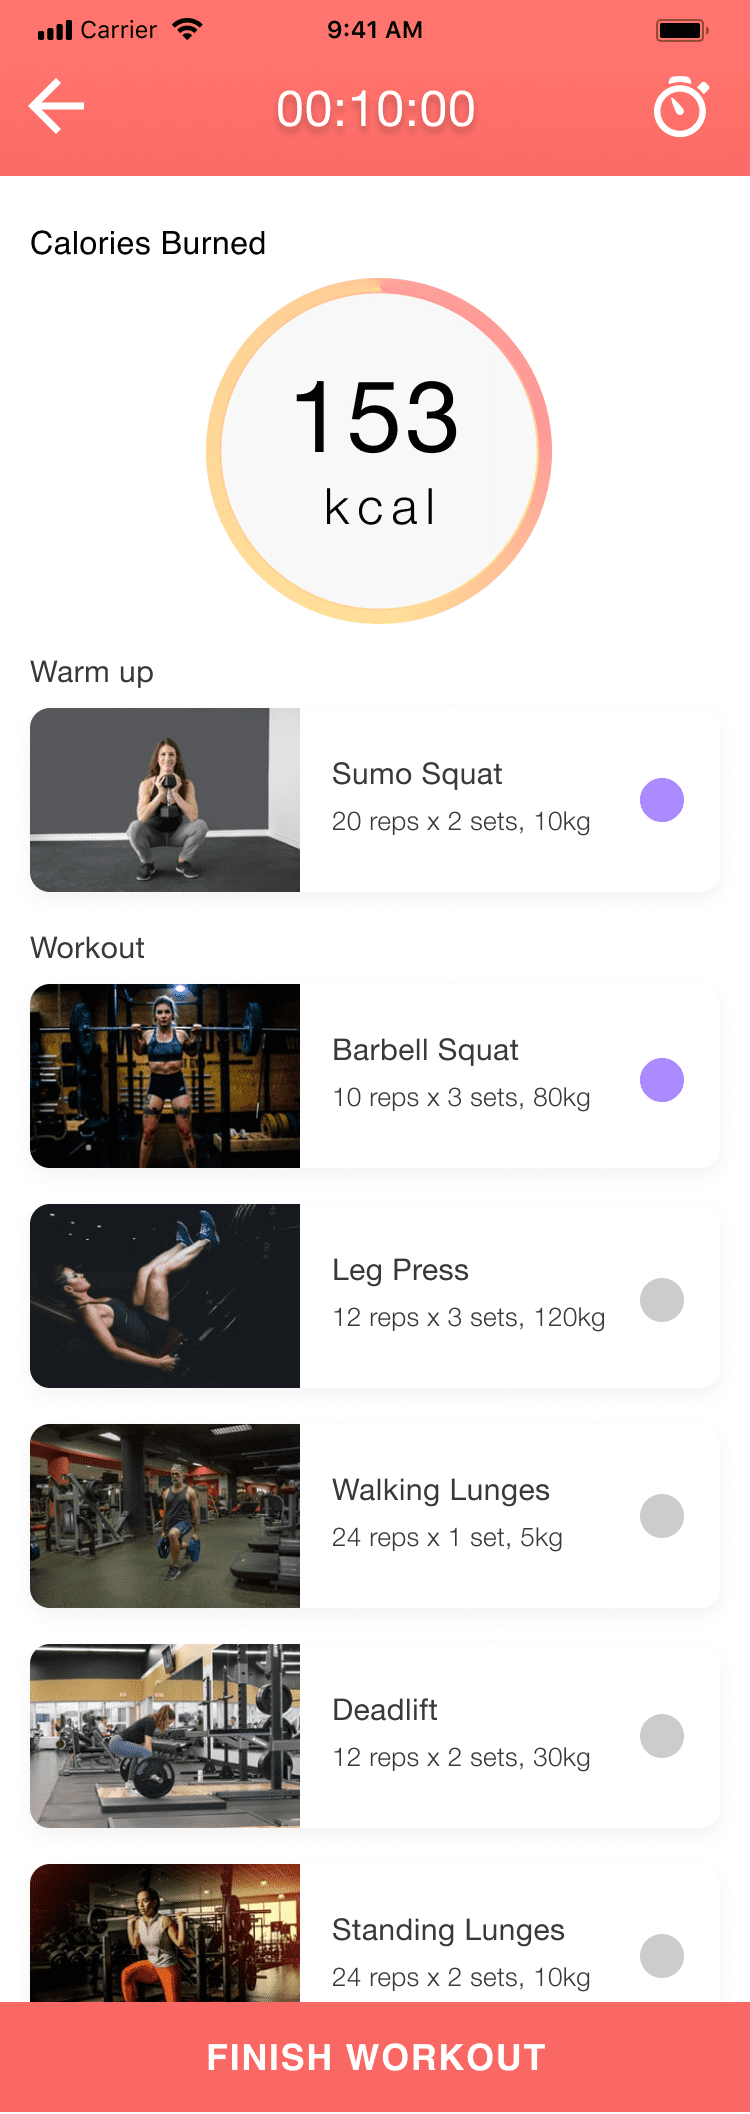 Carrier
9:41 AM
00:10:00
Calories Burned
153
kcal
Warm up
Sumo Squat
20 reps x 2 sets, 10kg
Workout
Barbell Squat
10 reps x 3 sets, 80kg
Leg Press
12 reps x 3 sets, 120kg
Walking Lunges
24 reps x 1 set, 5kg
Deadlift
12 reps x 2 sets, 30kg
Standing Lunges
24 reps x 2 sets, 10kg
FINISH WORKOUT